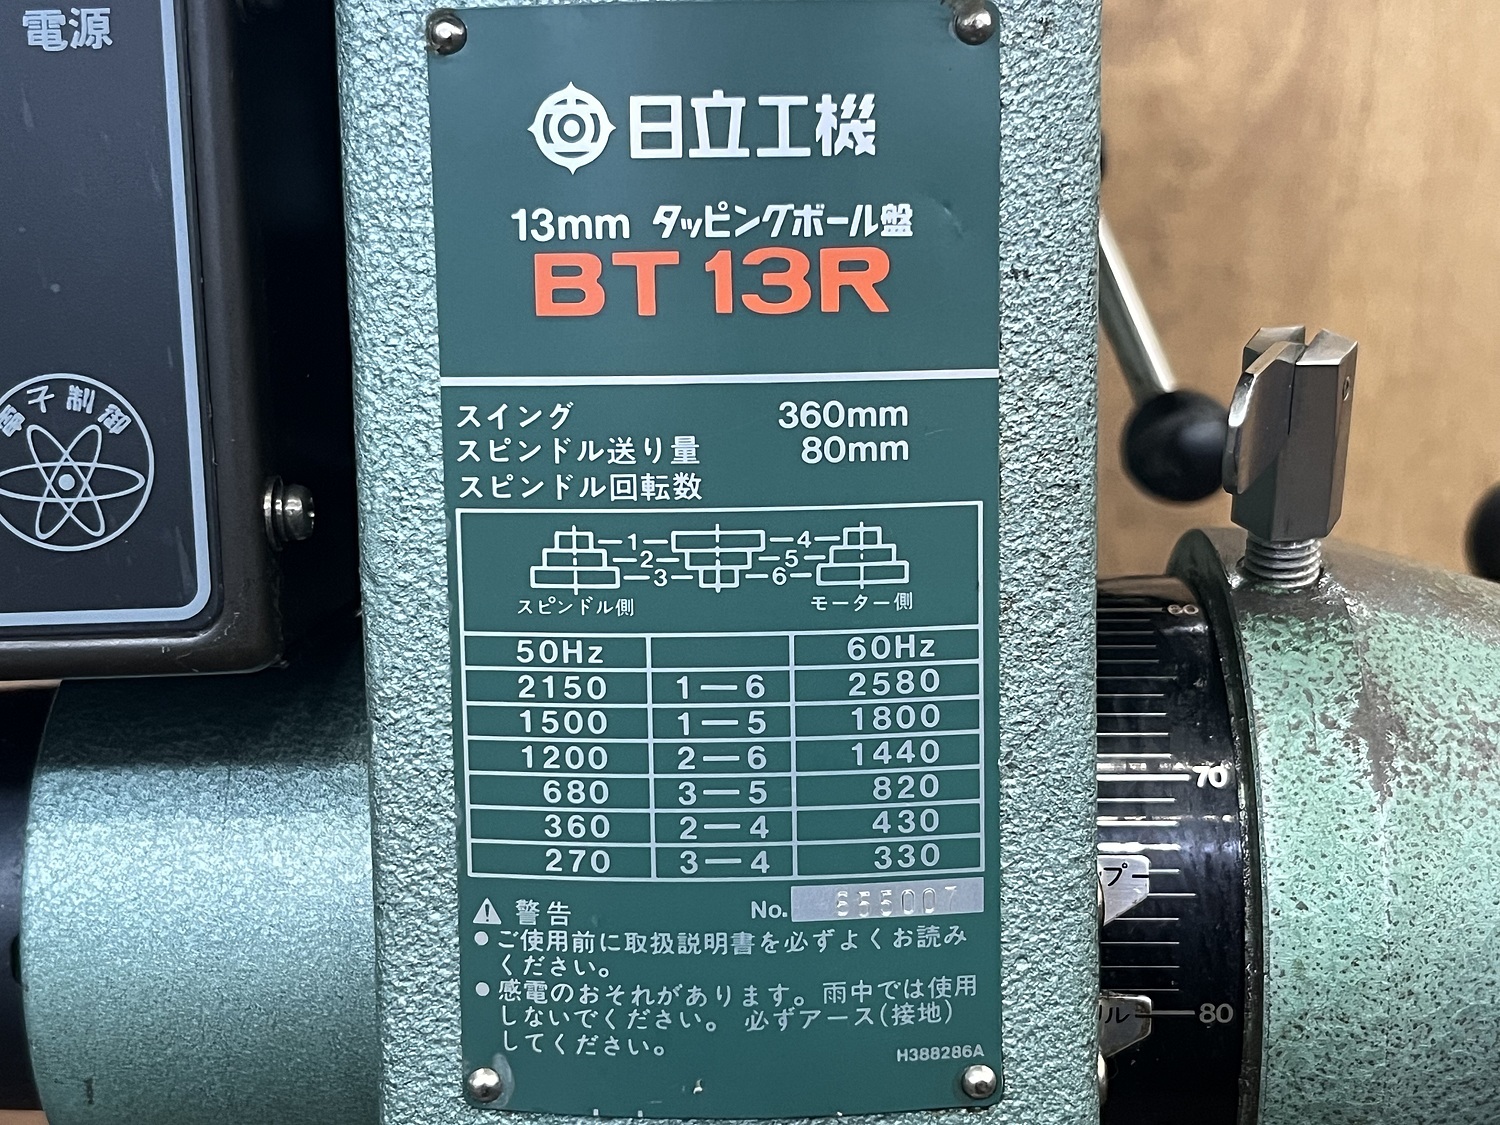 電源
電子制御
日立工機
13mm タッピングボール盤
BT13R
スイング 360mm
スピンドル送り量 80mm
スピンドル回転数
1 4
2 5
3 6
スピンドル側 モーター側
50Hz 60Hz
2150 1—6 2580
1500 1—5 1800
1200 2—6 1440
680 3—5 820
360 2—4 430
270 3—4 330
警告 No. 655007
●ご使用前に取扱説明書を必ずよくお読み
ください。
●感電のおそれがあります。雨中では使用
しないでください。 必ずアース(接地)
してください。
H388286A
60
70
プ
ル 80